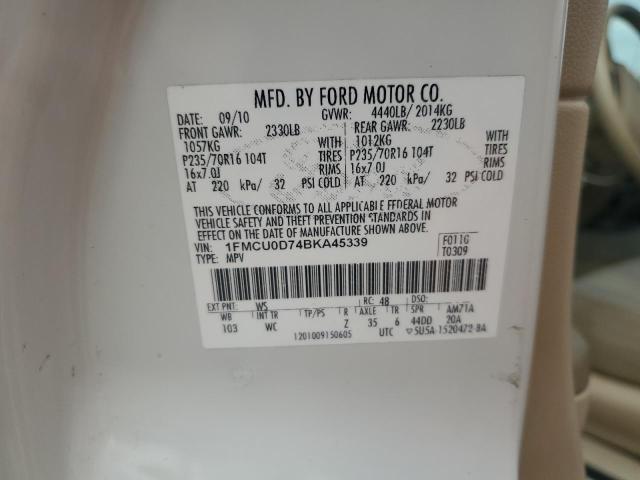 MFD. BY FORD MOTOR CO.
DATE: 09/10 GVWR: 4440LB/ 2014KG
FRONT GAWR: 2330LB REAR GAWR: 2230LB
1057KG WITH 1012KG WITH
P235/70R16 104T TIRES P235/70R16 104T TIRES
16x7.0J RIMS 16x7.0J RIMS
AT 220 kPa/ 32 PSI COLD AT 220 kPa/ 32 PSI COLD
THIS VEHICLE CONFORMS TO ALL APPLICABLE FEDERAL MOTOR
VEHICLE SAFETY AND THEFT PREVENTION STANDARDS IN
EFFECT ON THE DATE OF MANUFACTURE SHOWN ABOVE.
VIN: 1FMCU0D74BKA45339 F011G
TYPE: MPV T0309
EXT PNT: WS RC: 48 DSO:
WB INT TR TP/PS R AXLE TR SPR AM71A
103 WC Z 35 6 44DD 20A
1201009150605 UTC 5U5A-1520472-BA